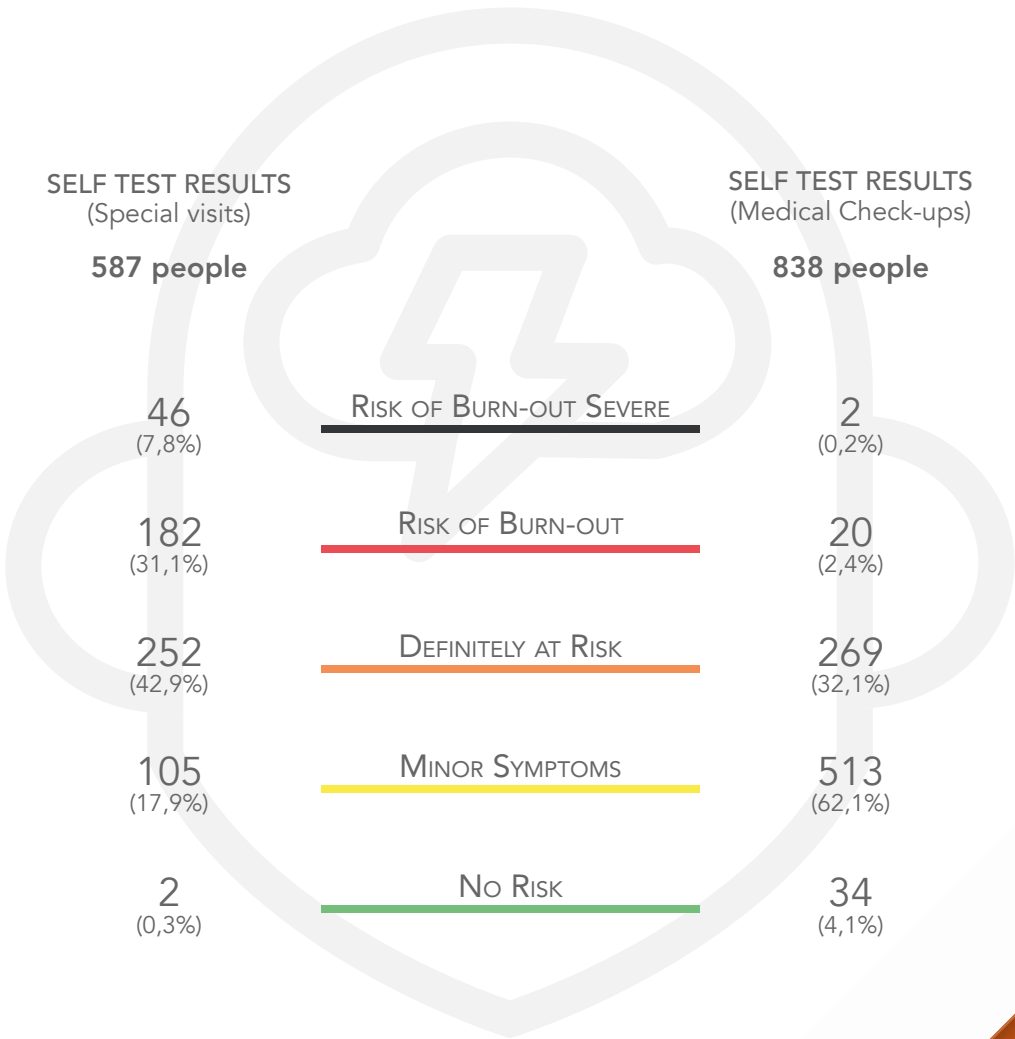 SELF TEST RESULTS
(Special visits)
587 people
SELF TEST RESULTS
(Medical Check-ups)
838 people
46
(7,8%)
Risk of Burn-out Severe
2
(0,2%)
182
(31,1%)
Risk of Burn-out
20
(2,4%)
252
(42,9%)
Definitely at Risk
269
(32,1%)
105
(17,9%)
Minor Symptoms
513
(62,1%)
2
(0,3%)
No Risk
34
(4,1%)